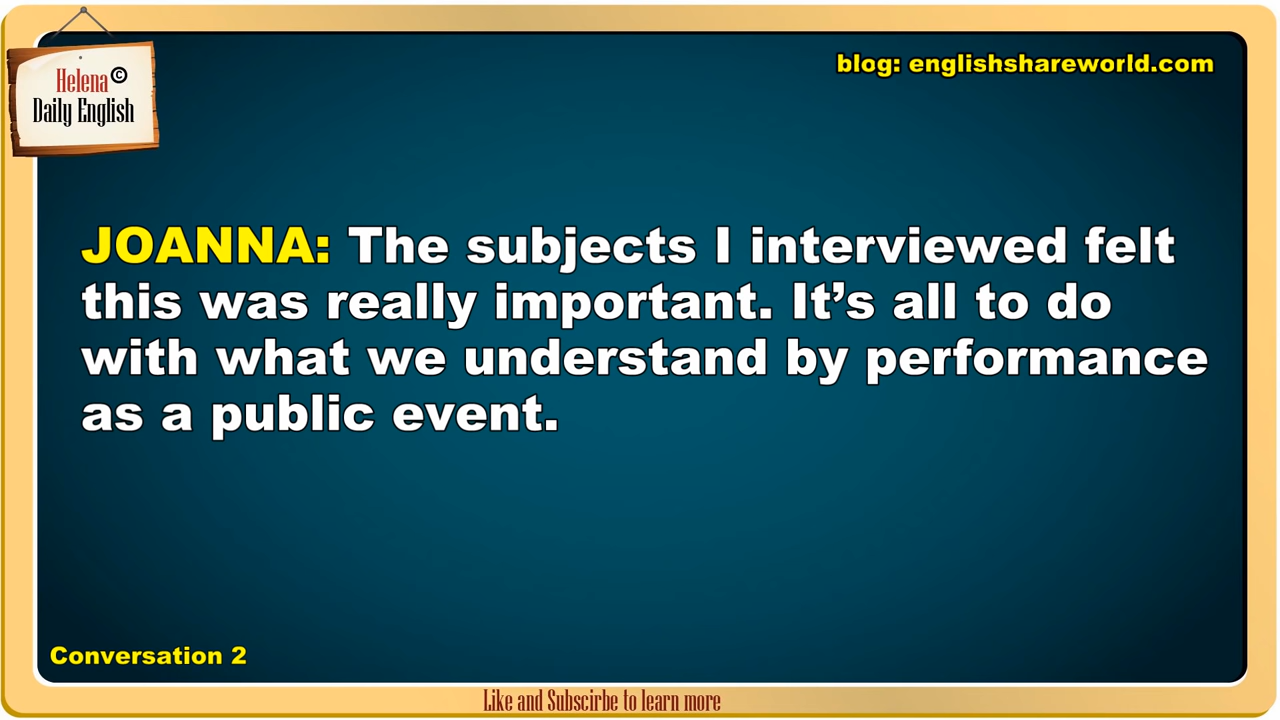 Helena©
Daily English
blog: englishshareworld.com
JOANNA: The subjects I interviewed felt
this was really important. It’s all to do
with what we understand by performance
as a public event.
Conversation 2
Like and Subscirbe to learn more